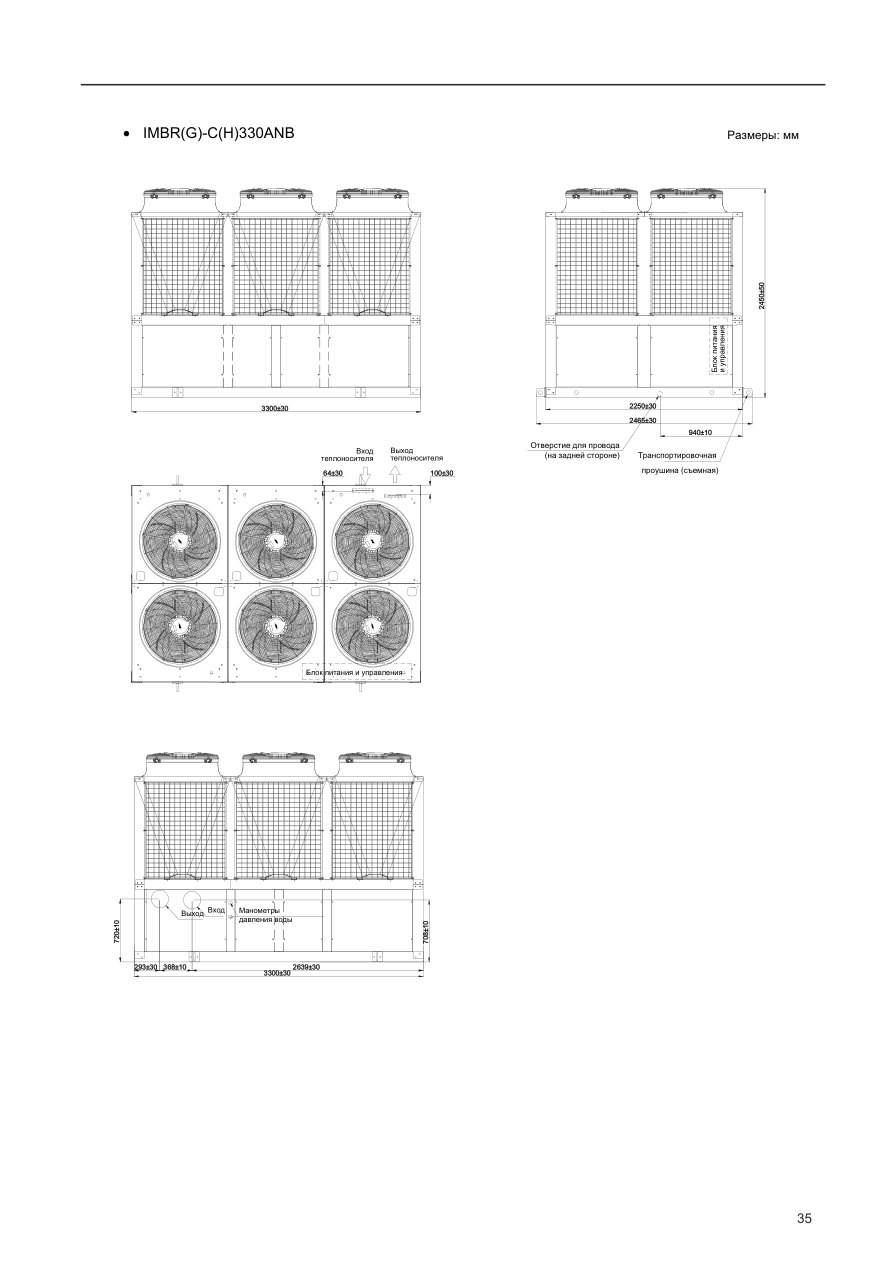 • IMBR(G)-C(H)330ANB
Размеры: мм
2450±50
Блок питания
и управления
3300±30
2250±30
2465±30
940±10
Отверстие для провода
(на задней стороне)
Транспортировочная
проушина (съемная)
Вход
теплоносителя
Выход
теплоносителя
64±30
100±30
Блок питания и управления
Выход
Вход
Манометры
давления воды
720±10
708±10
293±30
368±10
2639±30
3300±30
35